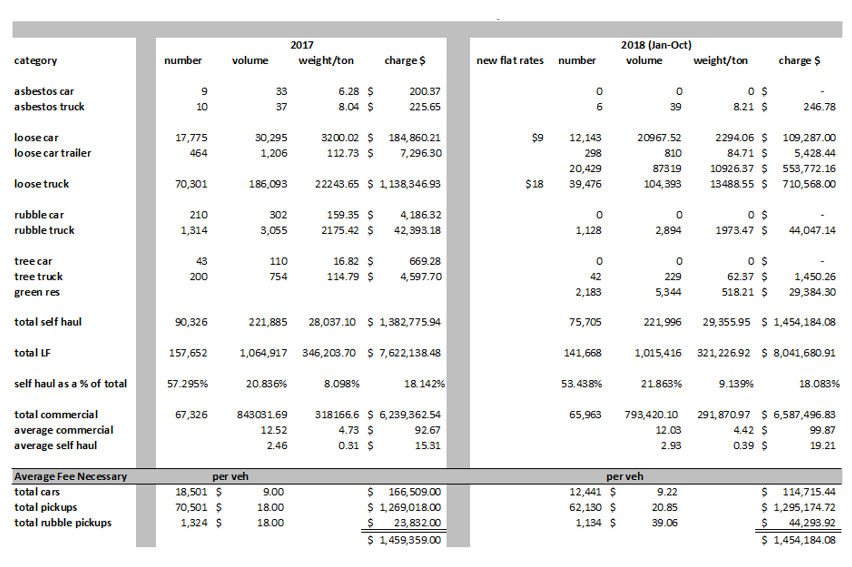 2017 2018 (Jan-Oct)
category number volume weight/ton charge $ new flat rates number volume weight/ton charge $
asbestos car 9 33 6.28 $ 200.37 0 0 0 $ -
asbestos truck 10 37 8.04 $ 225.65 6 39 8.21 $ 246.78
loose car 17,775 30,295 3200.02 $ 184,860.21 $9 12,143 20967.52 2294.06 $ 109,287.00
loose car trailer 464 1,206 112.73 $ 7,296.30 298 810 84.71 $ 5,428.44
20,429 87319 10926.37 $ 553,772.16
loose truck 70,301 186,093 22243.65 $ 1,138,346.93 $18 39,476 104,393 13488.55 $ 710,568.00
rubble car 210 302 159.35 $ 4,186.32 0 0 0 $ -
rubble truck 1,314 3,055 2175.42 $ 42,393.18 1,128 2,894 1973.47 $ 44,047.14
tree car 43 110 16.82 $ 669.28 0 0 0 $ -
tree truck 200 754 114.79 $ 4,597.70 42 229 62.37 $ 1,450.26
green res 2,183 5,344 518.21 $ 29,384.30
total self haul 90,326 221,885 28,037.10 $ 1,382,775.94 75,705 221,996 29,355.95 $ 1,454,184.08
total LF 157,652 1,064,917 346,203.70 $ 7,622,138.48 141,668 1,015,416 321,226.92 $ 8,041,680.91
self haul as a % of total 57.295% 20.836% 8.098% 18.142% 53.438% 21.863% 9.139% 18.083%
total commercial 67,326 843031.69 318166.6 $ 6,239,362.54 65,963 793,420.10 291,870.97 $ 6,587,496.83
average commercial 12.52 4.73 $ 92.67 12.03 4.42 $ 99.87
average self haul 2.46 0.31 $ 15.31 2.93 0.39 $ 19.21
Average Fee Necessary per veh per veh
total cars 18,501 $ 9.00 $ 166,509.00 12,441 $ 9.22 $ 114,715.44
total pickups 70,501 $ 18.00 $ 1,269,018.00 62,130 $ 20.85 $ 1,295,174.72
total rubble pickups 1,324 $ 18.00 $ 23,832.00 1,134 $ 39.06 $ 44,293.92
$ 1,459,359.00 $ 1,454,184.08